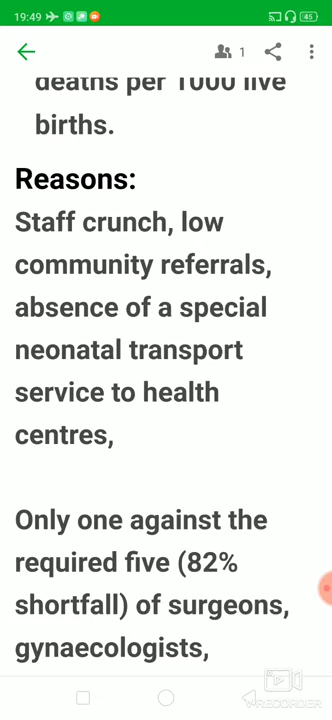 19:49
45
1
deaths per 1000 live
births.
Reasons:
Staff crunch, low
community referrals,
absence of a special
neonatal transport
service to health
centres,
Only one against the
required five (82%
shortfall) of surgeons,
gynaecologists,
RECORDER